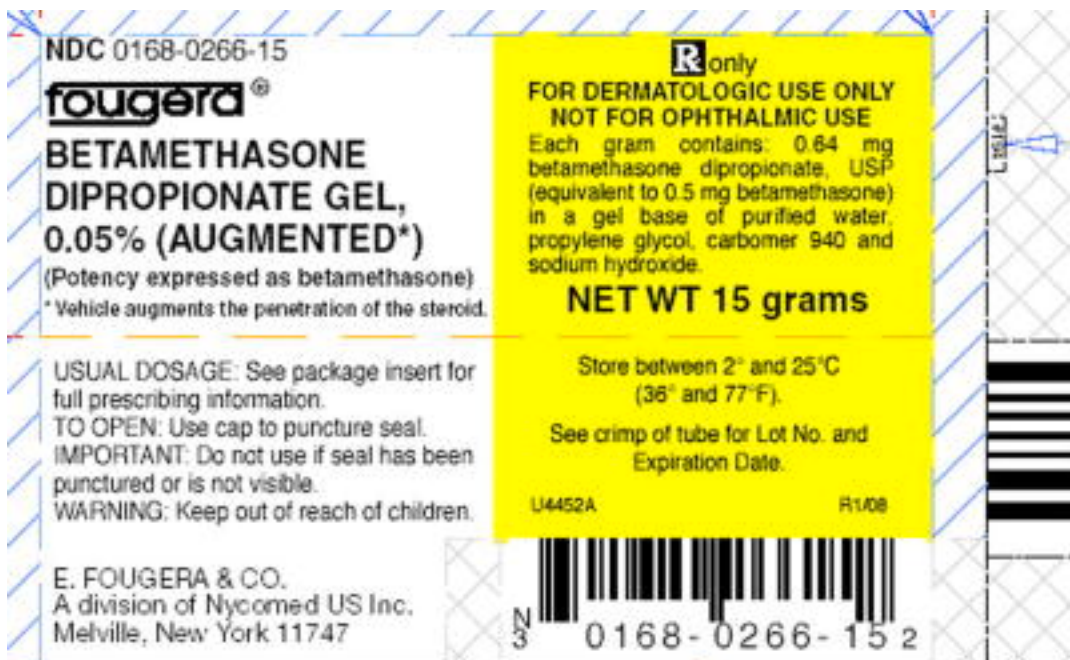 NDC 0168-0266-15
fougera®
BETAMETHASONE
DIPROPIONATE GEL,
0.05% (AUGMENTED*)
(Potency expressed as betamethasone)
* Vehicle augments the penetration of the steroid.
USUAL DOSAGE: See package insert for
full prescribing information.
TO OPEN: Use cap to puncture seal.
IMPORTANT: Do not use if seal has been
punctured or is not visible.
WARNING: Keep out of reach of children.
E. FOUGERA & CO.
A division of Nycomed US Inc.
Melville, New York 11747
Rx only
FOR DERMATOLOGIC USE ONLY
NOT FOR OPHTHALMIC USE
Each gram contains: 0.64 mg
betamethasone dipropionate, USP
(equivalent to 0.5 mg betamethasone)
in a gel base of purified water,
propylene glycol, carbomer 940 and
sodium hydroxide.
NET WT 15 grams
Store between 2° and 25°C
(36° and 77°F).
See crimp of tube for Lot No. and
Expiration Date.
U4452A R1/08
N
3 0168-0266-15 2